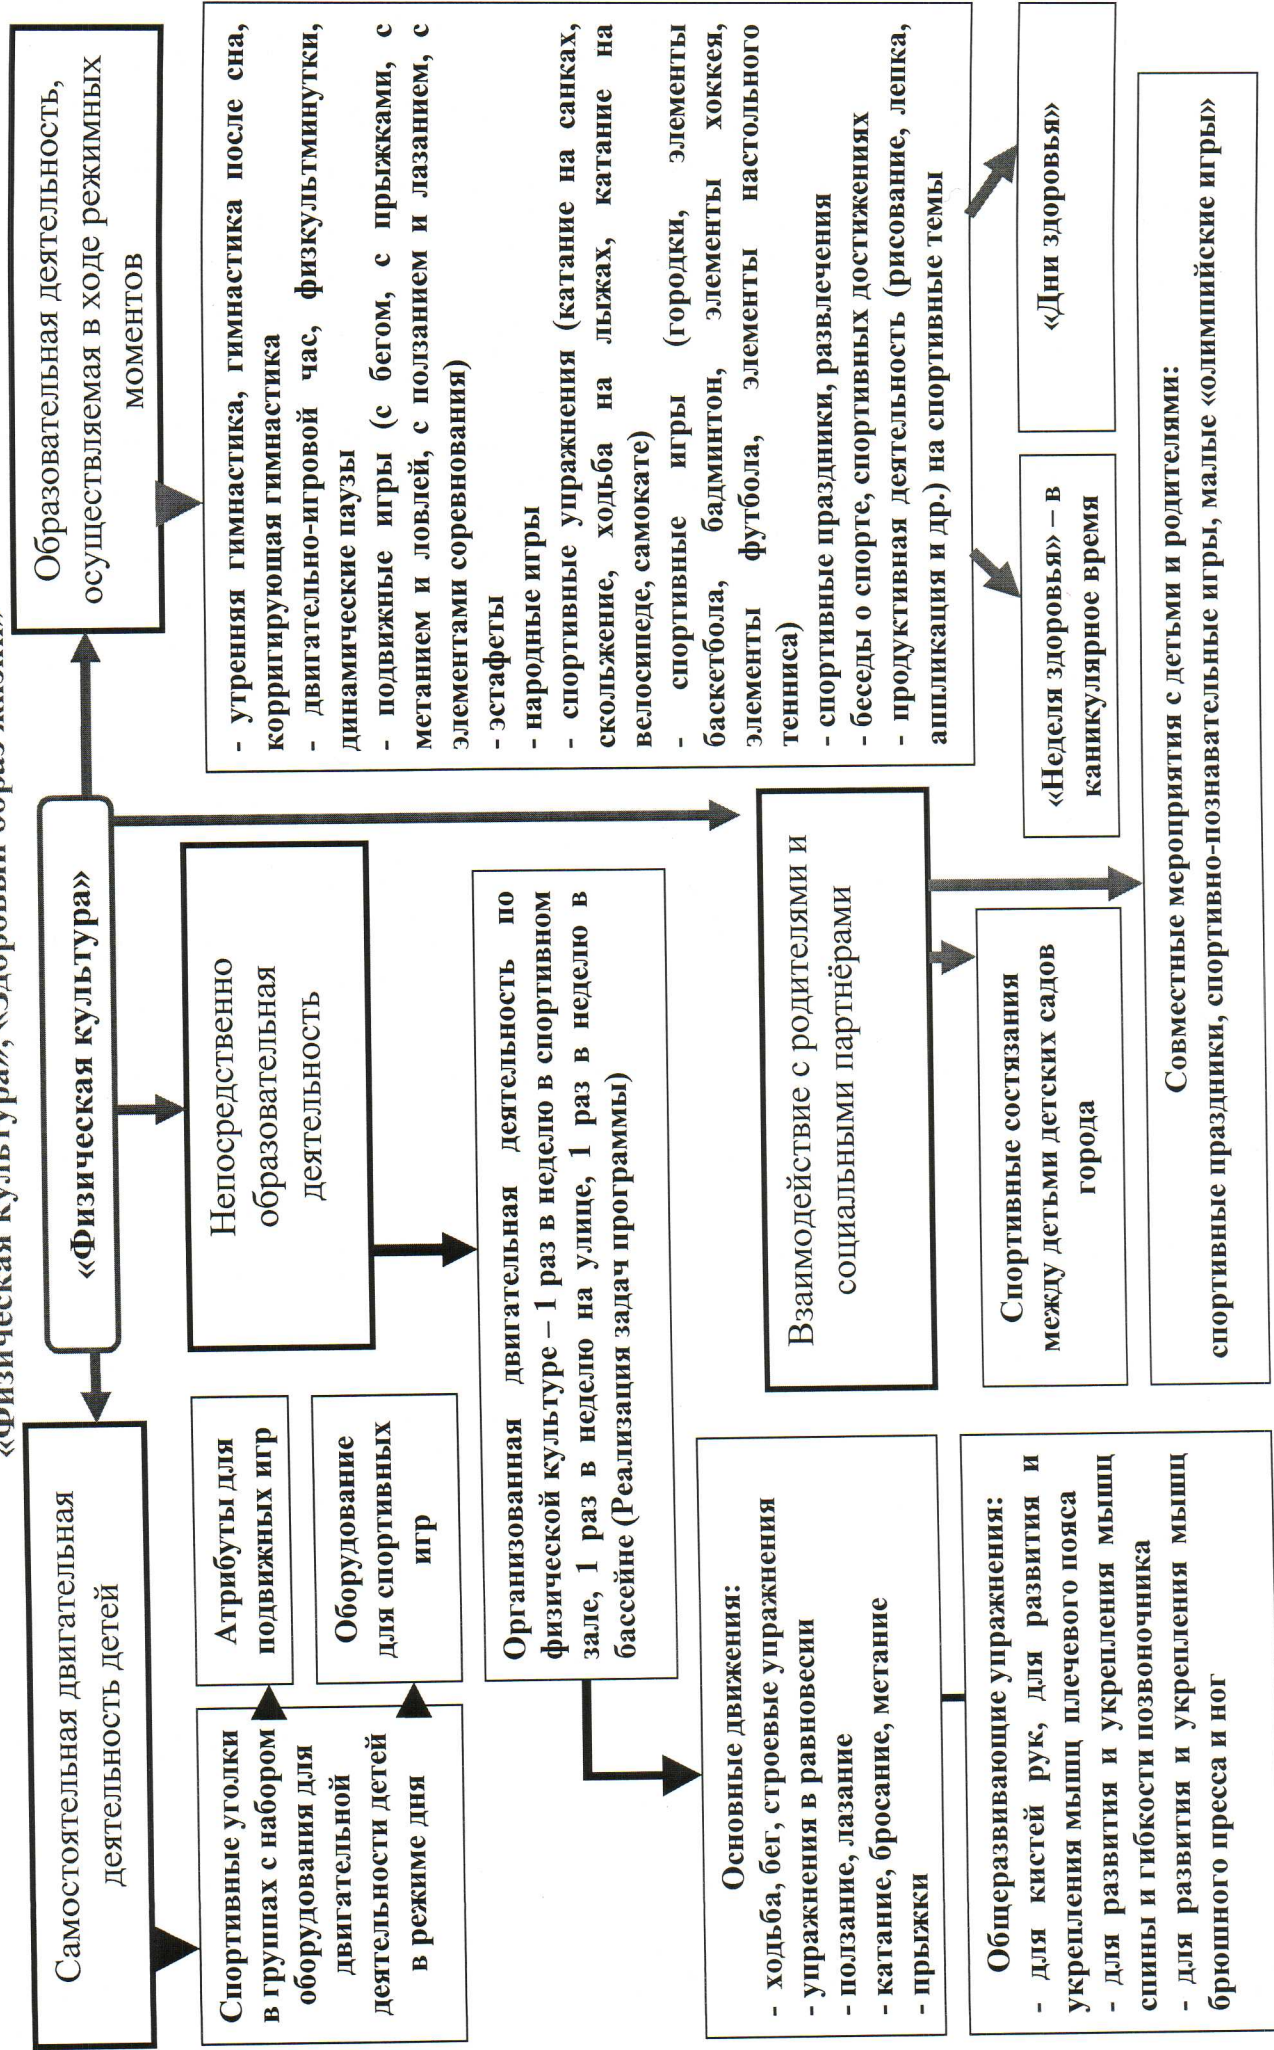 «Физическая культура», «Здоровый образ жизни»
«Физическая культура»
Самостоятельная двигательная
деятельность детей
Образовательная деятельность,
осуществляемая в ходе режимных
моментов
Непосредственно
образовательная
деятельность
Спортивные уголки
в группах с набором
оборудования для
двигательной
деятельности детей
в режиме дня
Атрибуты для
подвижных игр
Оборудование
для спортивных
игр
- утренняя гимнастика, гимнастика после сна,
корригирующая гимнастика
- двигательно-игровой час, физкультминутки,
динамические паузы
- подвижные игры (с бегом, с прыжками, с
метанием и ловлей, с ползанием и лазанием, с
элементами соревнования)
- эстафеты
- народные игры
- спортивные упражнения (катание на санках,
скольжение, ходьба на лыжах, катание на
велосипеде, самокате)
- спортивные игры (городки, элементы
баскетбола, бадминтон, элементы хоккея,
элементы футбола, элементы настольного
тенниса)
- спортивные праздники, развлечения
- беседы о спорте, спортивных достижениях
- продуктивная деятельность (рисование, лепка,
аппликация и др.) на спортивные темы
Организованная двигательная деятельность по
физической культуре – 1 раз в неделю в спортивном
зале, 1 раз в неделю на улице, 1 раз в неделю в
бассейне (Реализация задач программы)
Основные движения:
- ходьба, бег, строевые упражнения
- упражнения в равновесии
- ползание, лазание
- катание, бросание, метание
- прыжки
Взаимодействие с родителями и
социальными партнёрами
Общеразвивающие упражнения:
- для кистей рук, для развития и
укрепления мышц плечевого пояса
- для развития и укрепления мышц
спины и гибкости позвоночника
- для развития и укрепления мышц
брюшного пресса и ног
Спортивные состязания
между детьми детских садов
города
«Неделя здоровья» – в
каникулярное время
«Дни здоровья»
Совместные мероприятия с детьми и родителями:
спортивные праздники, спортивно-познавательные игры, малые «олимпийские игры»